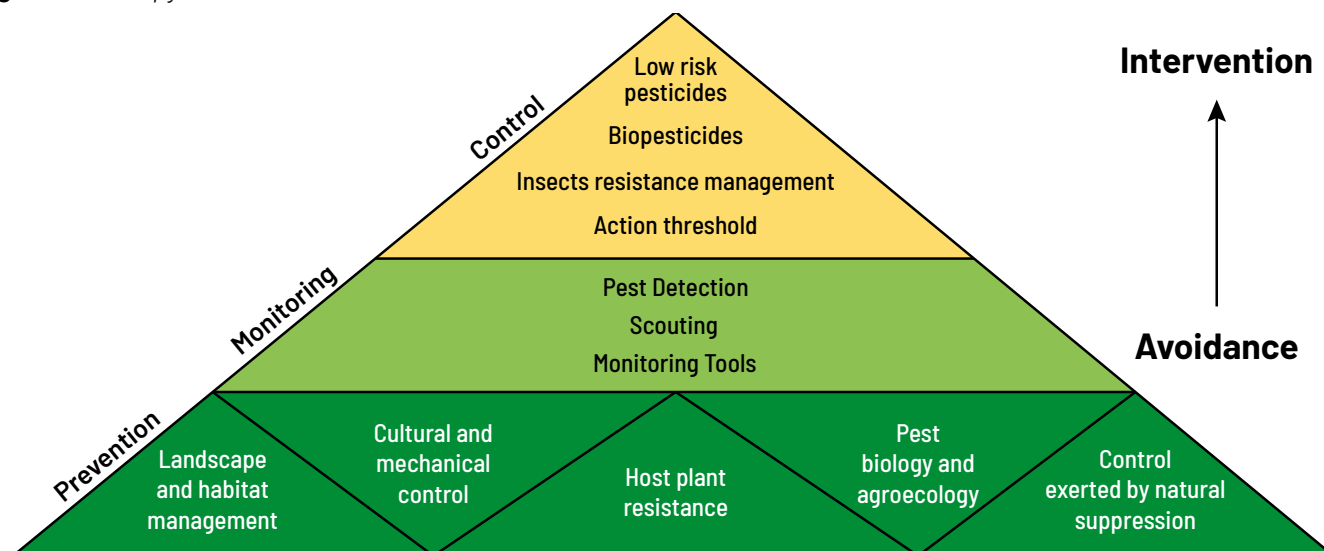 Intervention
Avoidance
Control
Low risk
pesticides
Biopesticides
Insects resistance management
Action threshold
Monitoring
Pest Detection
Scouting
Monitoring Tools
Prevention
Landscape
and habitat
management
Cultural and
mechanical
control
Host plant
resistance
Pest
biology and
agroecology
Control
exerted by natural
suppression